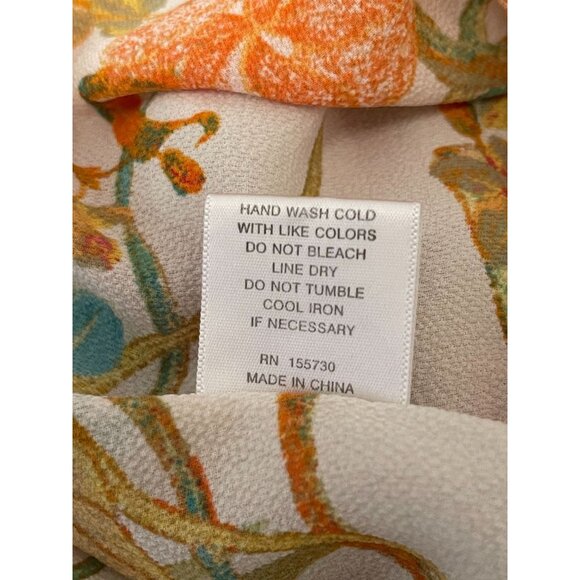 HAND WASH COLD
WITH LIKE COLORS
DO NOT BLEACH
LINE DRY
DO NOT TUMBLE
COOL IRON
IF NECESSARY
RN 155730
MADE IN CHINA